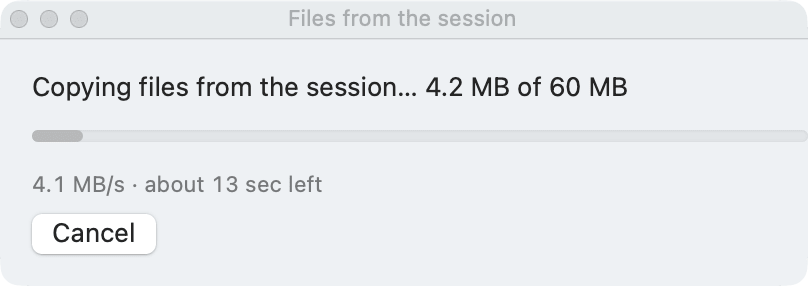 Files from the session
Copying files from the session... 4.2 MB of 60 MB
4.1 MB/s · about 13 sec left
Cancel